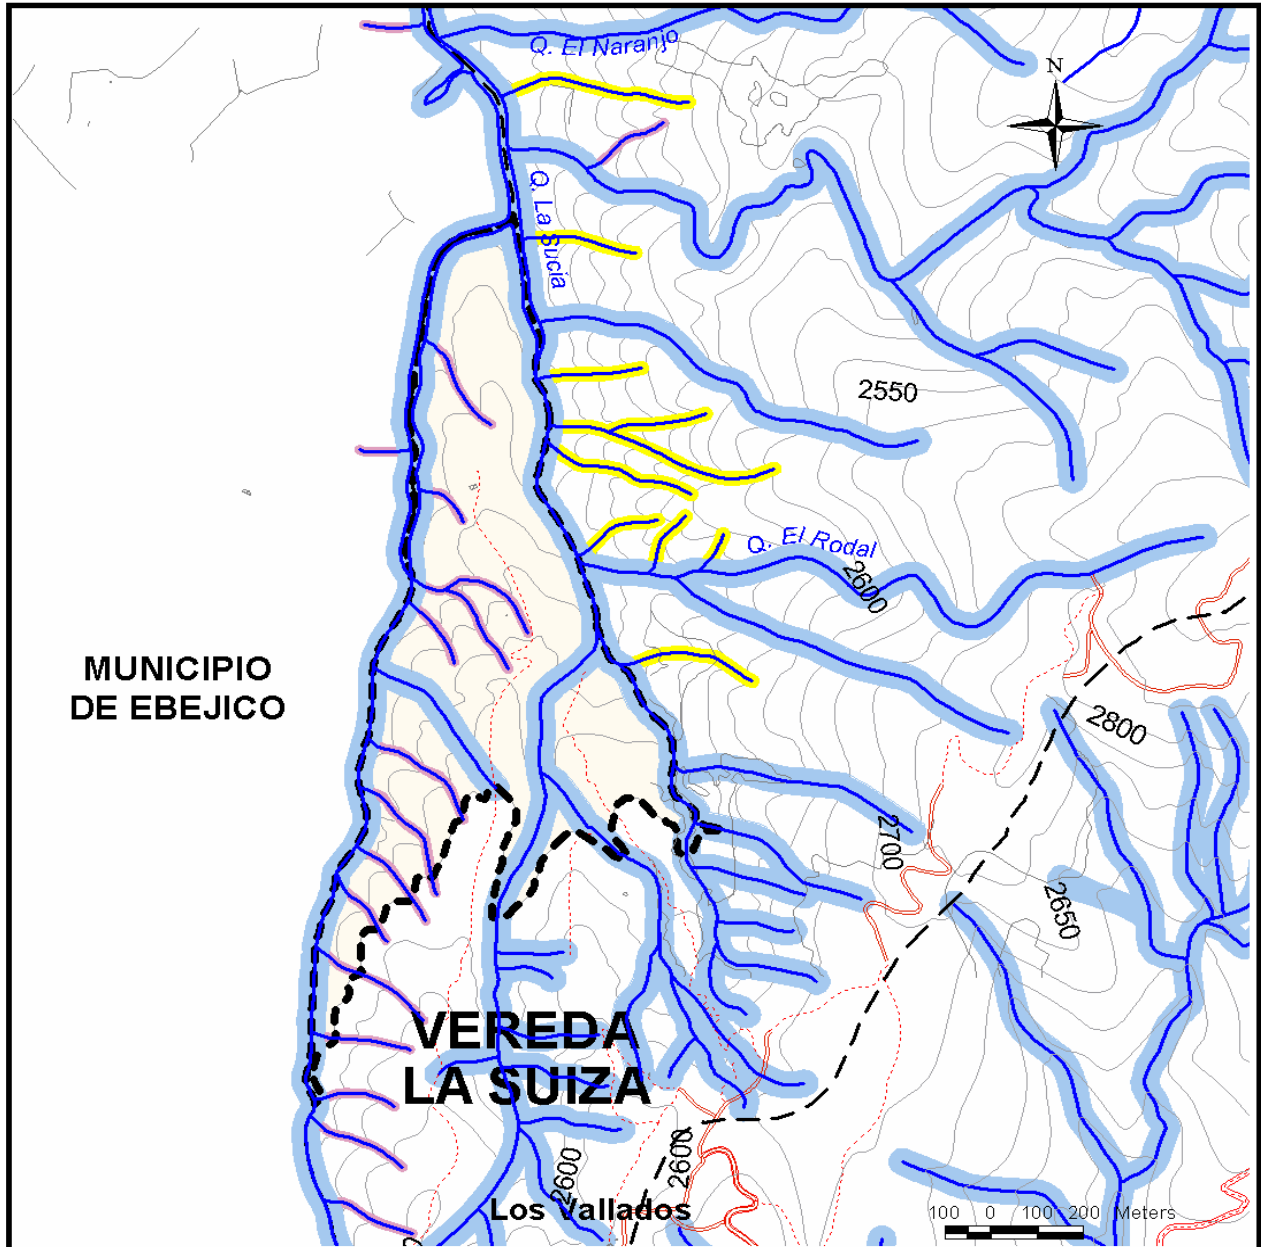 Q. El Naranjo
N
Q. La Sucia
2550
Q. El Rodal
2600
MUNICIPIO
DE EBEJICO
2800
2700
2650
VEREDA
LA SUIZA
2600
2600
Los Vallados
100 0 100 200 Meters